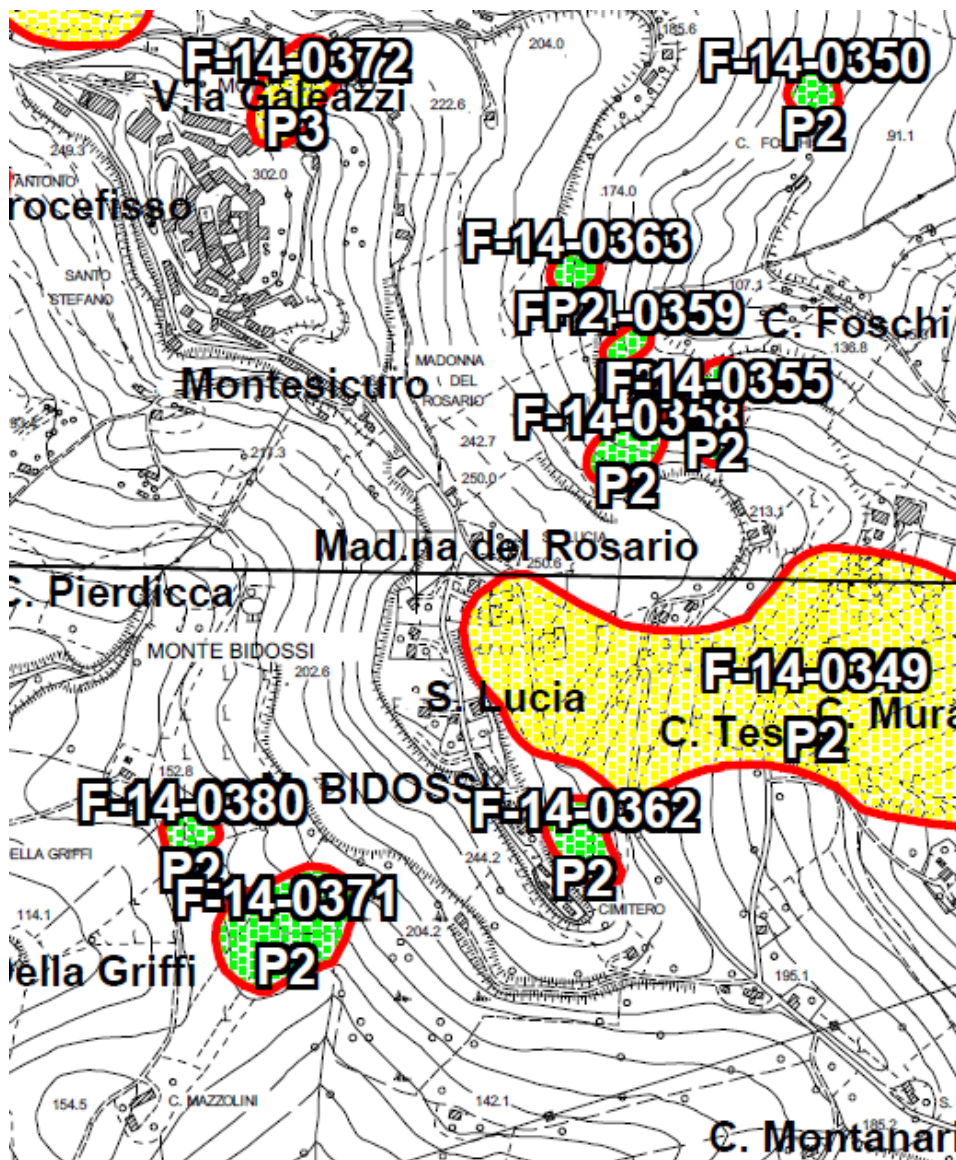 185.6
204.0
F-14-0372
F-14-0350
V.la Galeazzi
222.6
P3
P2
249.3
C. FOSCHI
91.1
302.0
ANTONIO
174.0
rocefisso
F-14-0363
SANTO
STEFANO
107.1
P2
0359
C. Foschi
136.8
MADONNA
DEL
ROSARIO
Montesicuro
F-14-0355
F-14-0358
242.7
217.3
P2
250.0
P2
213.1
Mad.na del Rosario
250.6
C. Pierdicca
MONTE BIDOSSI
202.6
F-14-0349
S. Lucia
C. Mura
C. Tes
P2
152.8
BIDOSSI
F-14-0380
F-14-0362
ELLA GRIFFI
244.2
P2
P2
F-14-0371
CIMITERO
114.1
204.2
P2
ella Griffi
195.1
C. MAZZOLINI
142.1
154.5
S.
185.2
C. Montanari